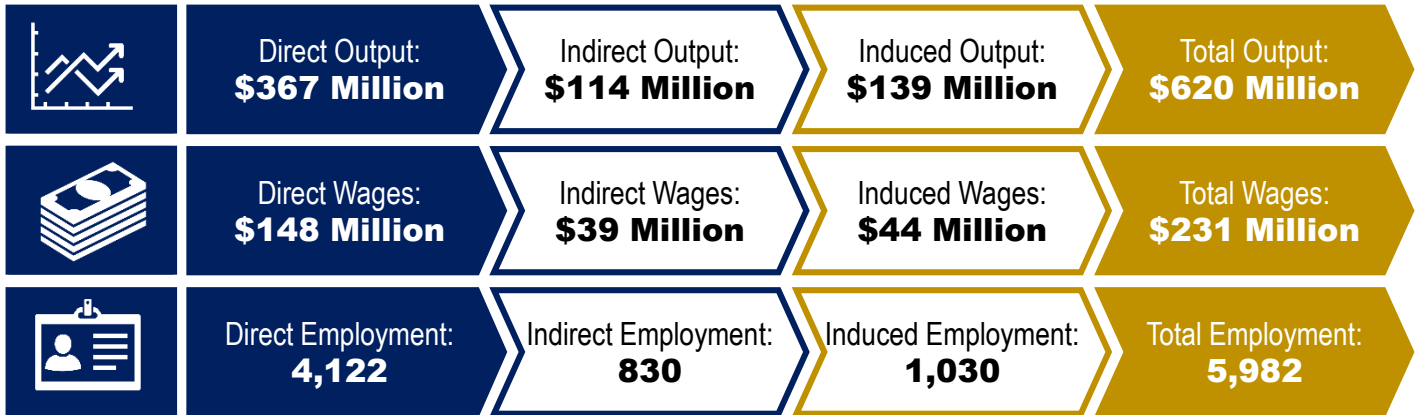 Direct Output:
$367 Million
Indirect Output:
$114 Million
Induced Output:
$139 Million
Total Output:
$620 Million
Direct Wages:
$148 Million
Indirect Wages:
$39 Million
Induced Wages:
$44 Million
Total Wages:
$231 Million
Direct Employment:
4,122
Indirect Employment:
830
Induced Employment:
1,030
Total Employment:
5,982